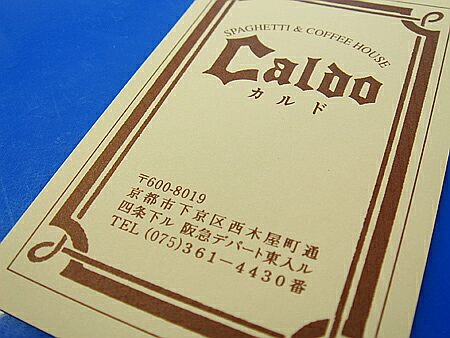 SPAGHETTI & COFFEE HOUSE
Caldo
カルド
〒600-8019
京都市下京区西木屋町通
四条下ル 阪急デパート東入ル
TEL (075)361-4430番